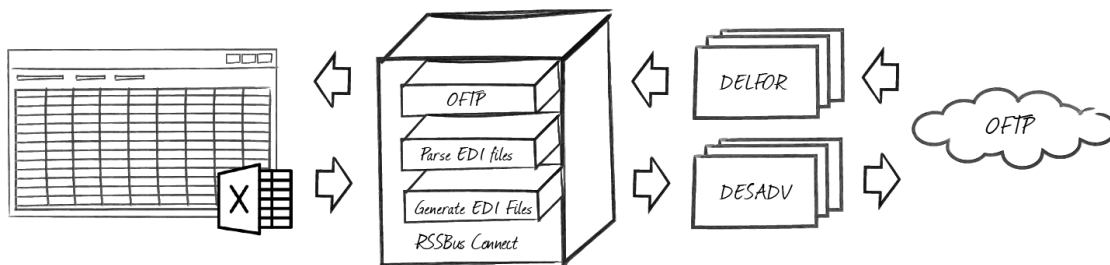 X
OFTP
Parse EDI files
Generate EDI Files
RSSBus Connect
DELFOR
DESADV
OFTP